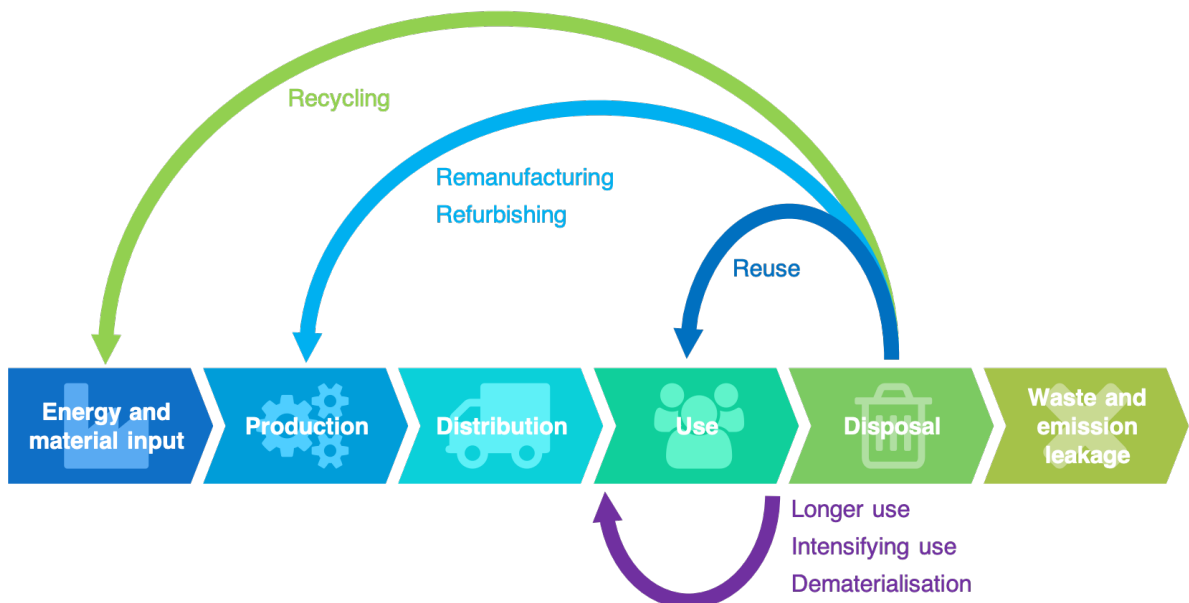 Recycling
Remanufacturing
Refurbishing
Reuse
Energy and
material input
Production
Distribution
Use
Disposal
Waste and
emission
leakage
Longer use
Intensifying use
Dematerialisation